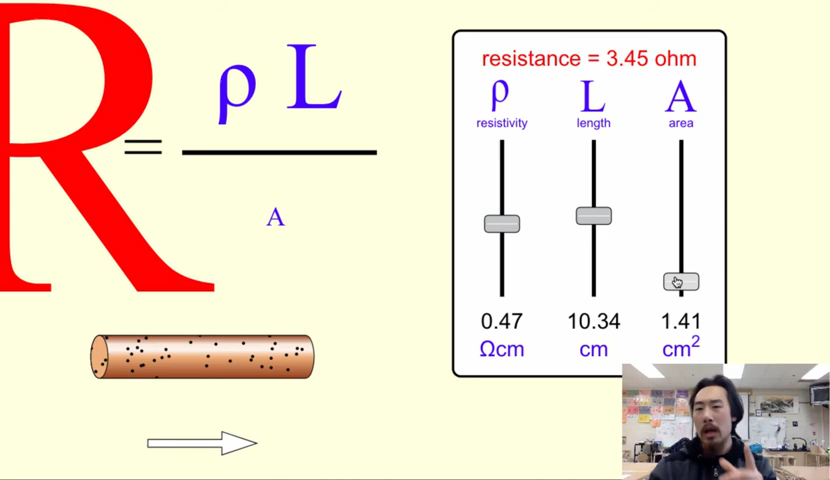 R = ρ L
A
resistance = 3.45 ohm
ρ L A
resistivity length area
0.47 10.34 1.41
Ωcm cm cm²